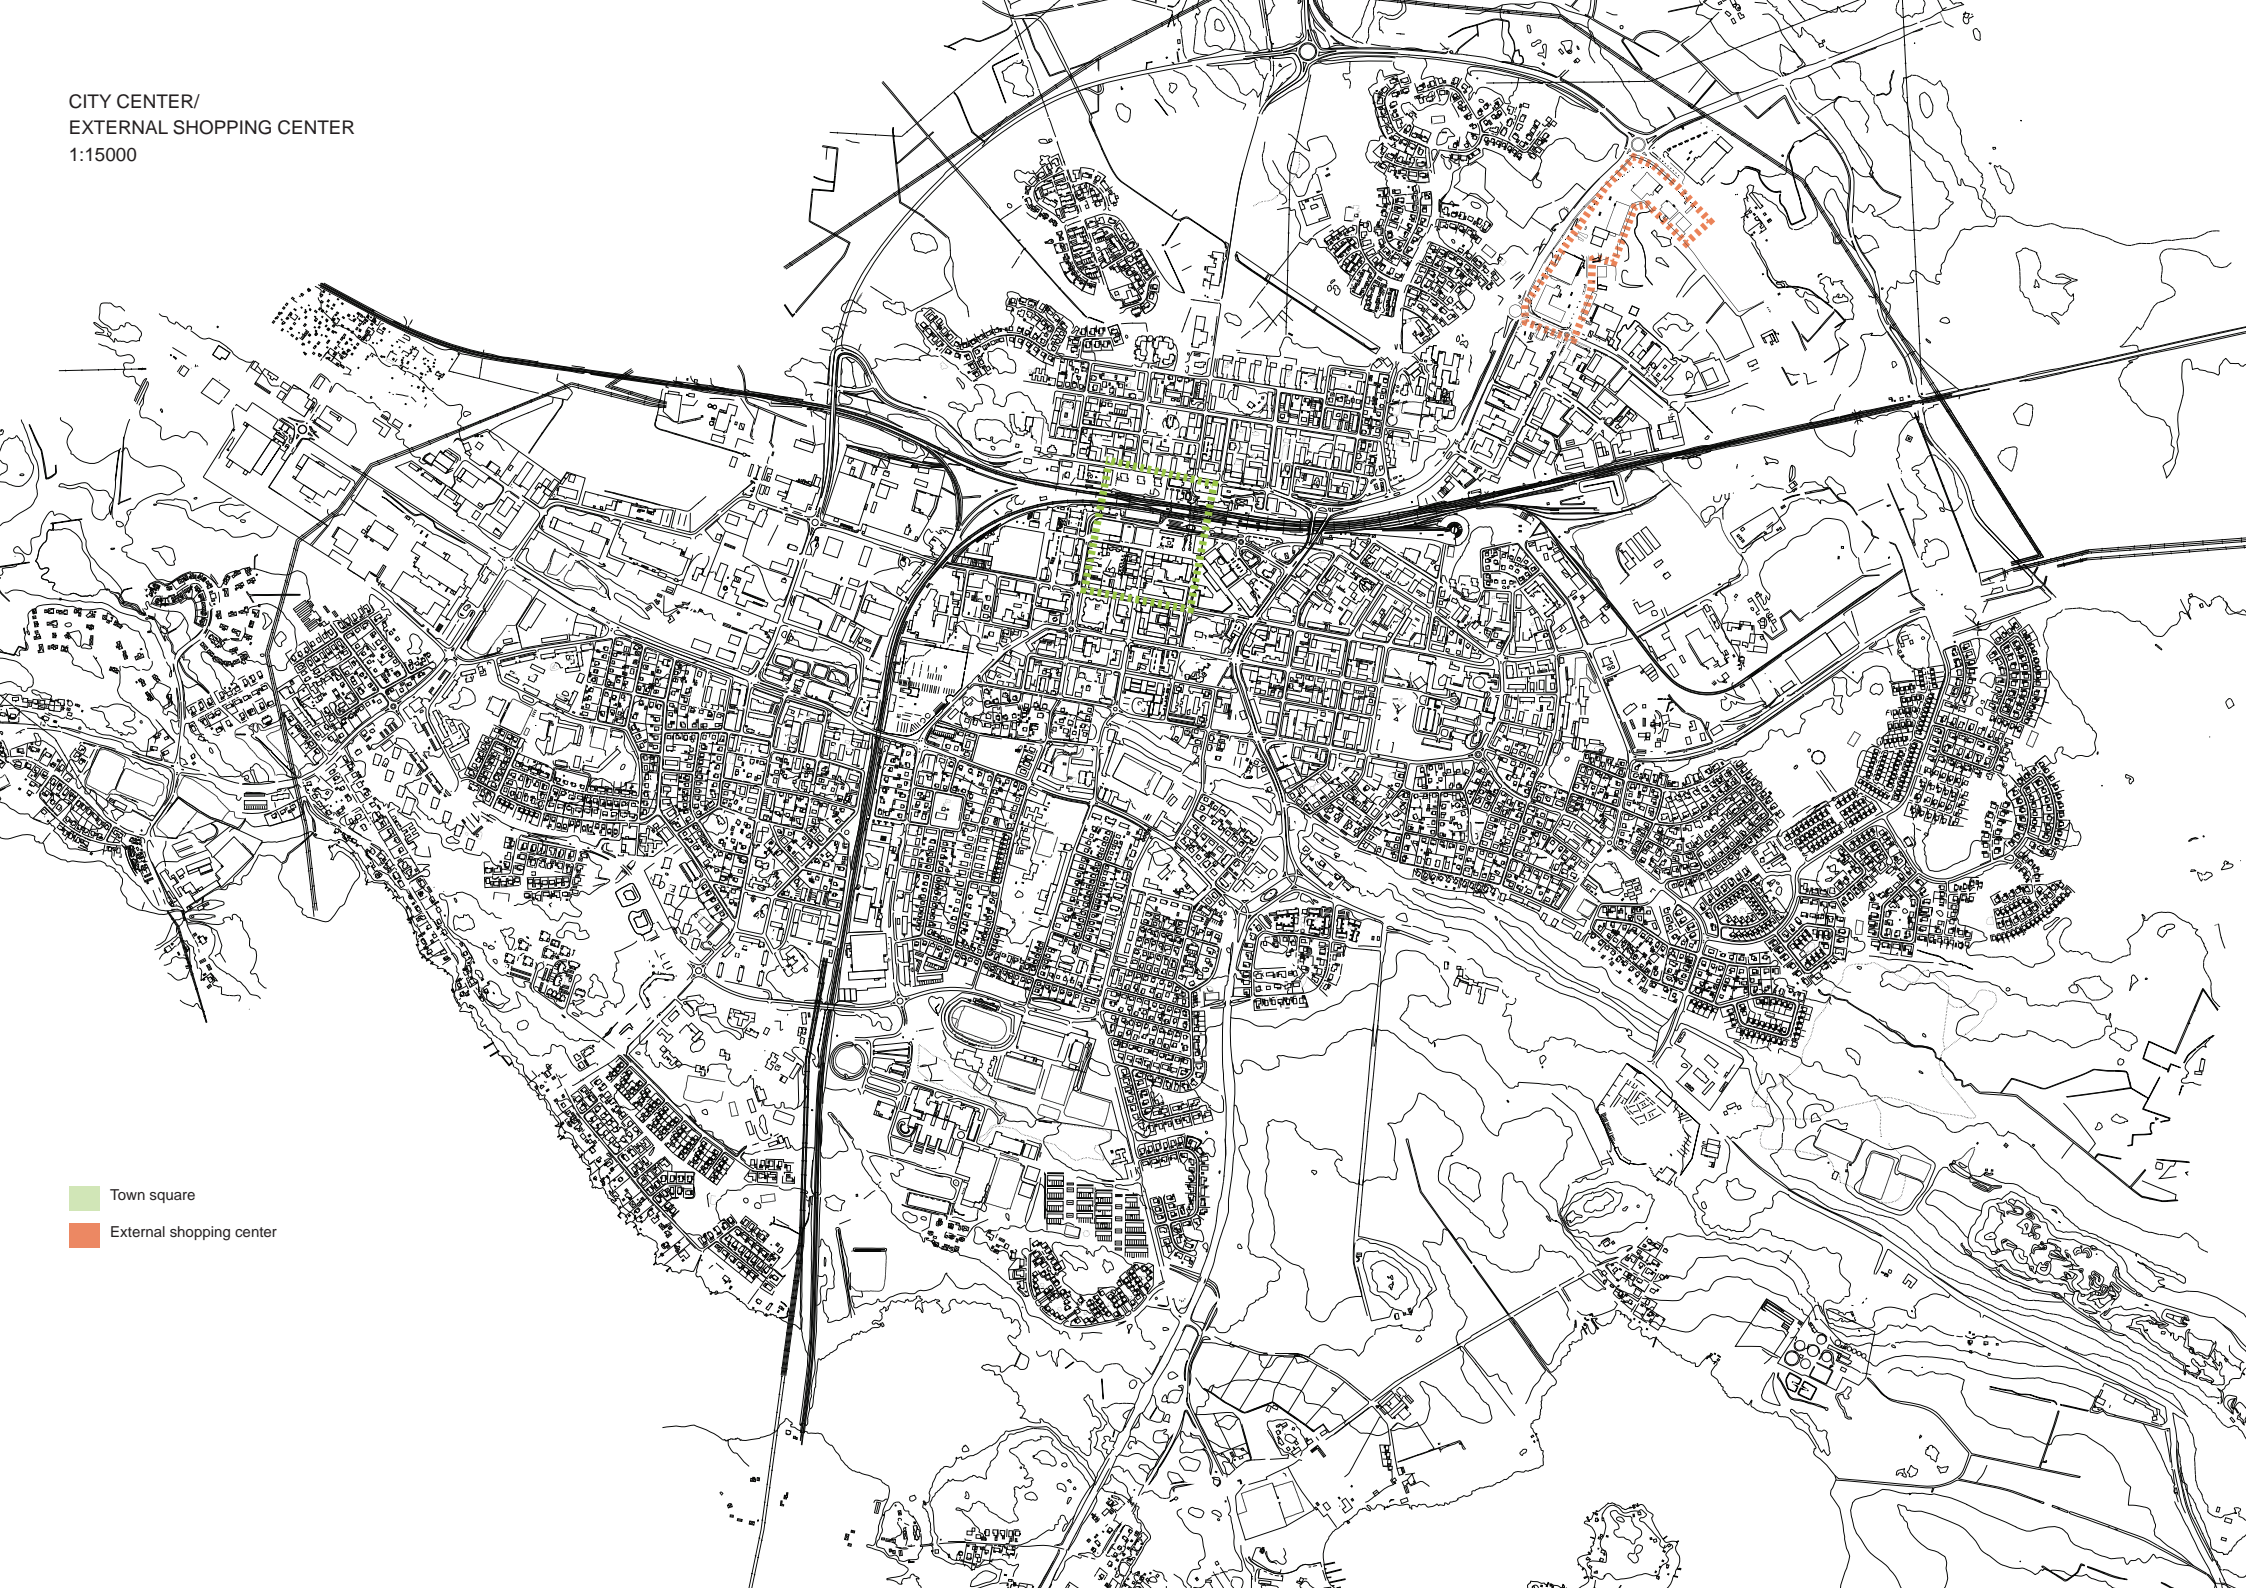 CITY CENTER/
EXTERNAL SHOPPING CENTER
1:15000
Town square
External shopping center